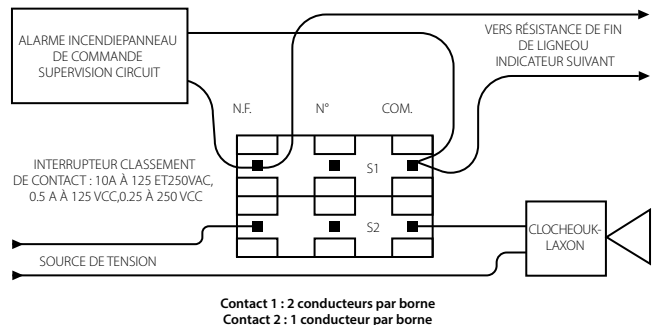 ALARME INCENDIEPANNEAU
DE COMMANDE
SUPERVISION CIRCUIT
VERS RÉSISTANCE DE FIN
DE LIGNEOU
INDICATEUR SUIVANT
N.F.
N°
COM.
INTERRUPTEUR CLASSEMENT
DE CONTACT : 10A À 125 ET250VAC,
0.5 A À 125 VCC,0.25 À 250 VCC
S1
S2
SOURCE DE TENSION
CLOCHEOUK-
LAXON
Contact 1 : 2 conducteurs par borne
Contact 2 : 1 conducteur par borne